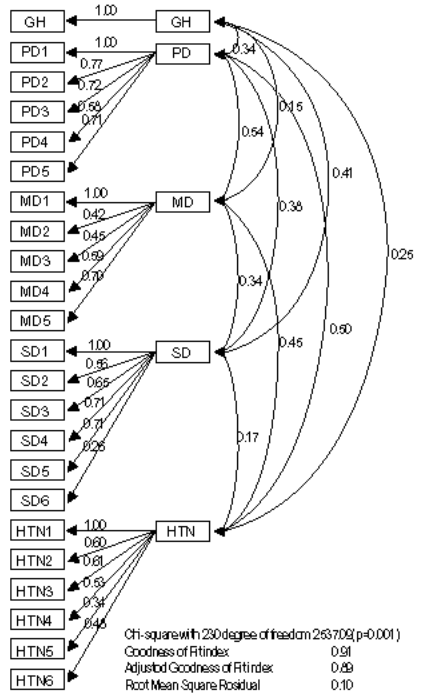 GH 1.00 GH
PD1 1.00 PD 0.34
PD2 0.77
PD3 0.72 0.15
PD4 0.58 0.54
PD5 0.71 0.41
MD1 1.00 MD
MD2 0.42 0.38
MD3 0.45 0.25
MD4 0.59 0.34
MD5 0.70 0.50
SD1 1.00 SD 0.45
SD2
SD3 0.65
SD4 0.71
SD5 0.71 0.17
SD6 0.26
HTN1 1.00 HTN
HTN2 0.60
HTN3 0.61
HTN4 0.53
HTN5 0.34
HTN6
Chi-square with 230 degree of freedom 2537.09(p=0.001)
Goodness of Fit index 0.91
Adjusted Goodness of Fit index 0.89
Root Mean Square Residual 0.10